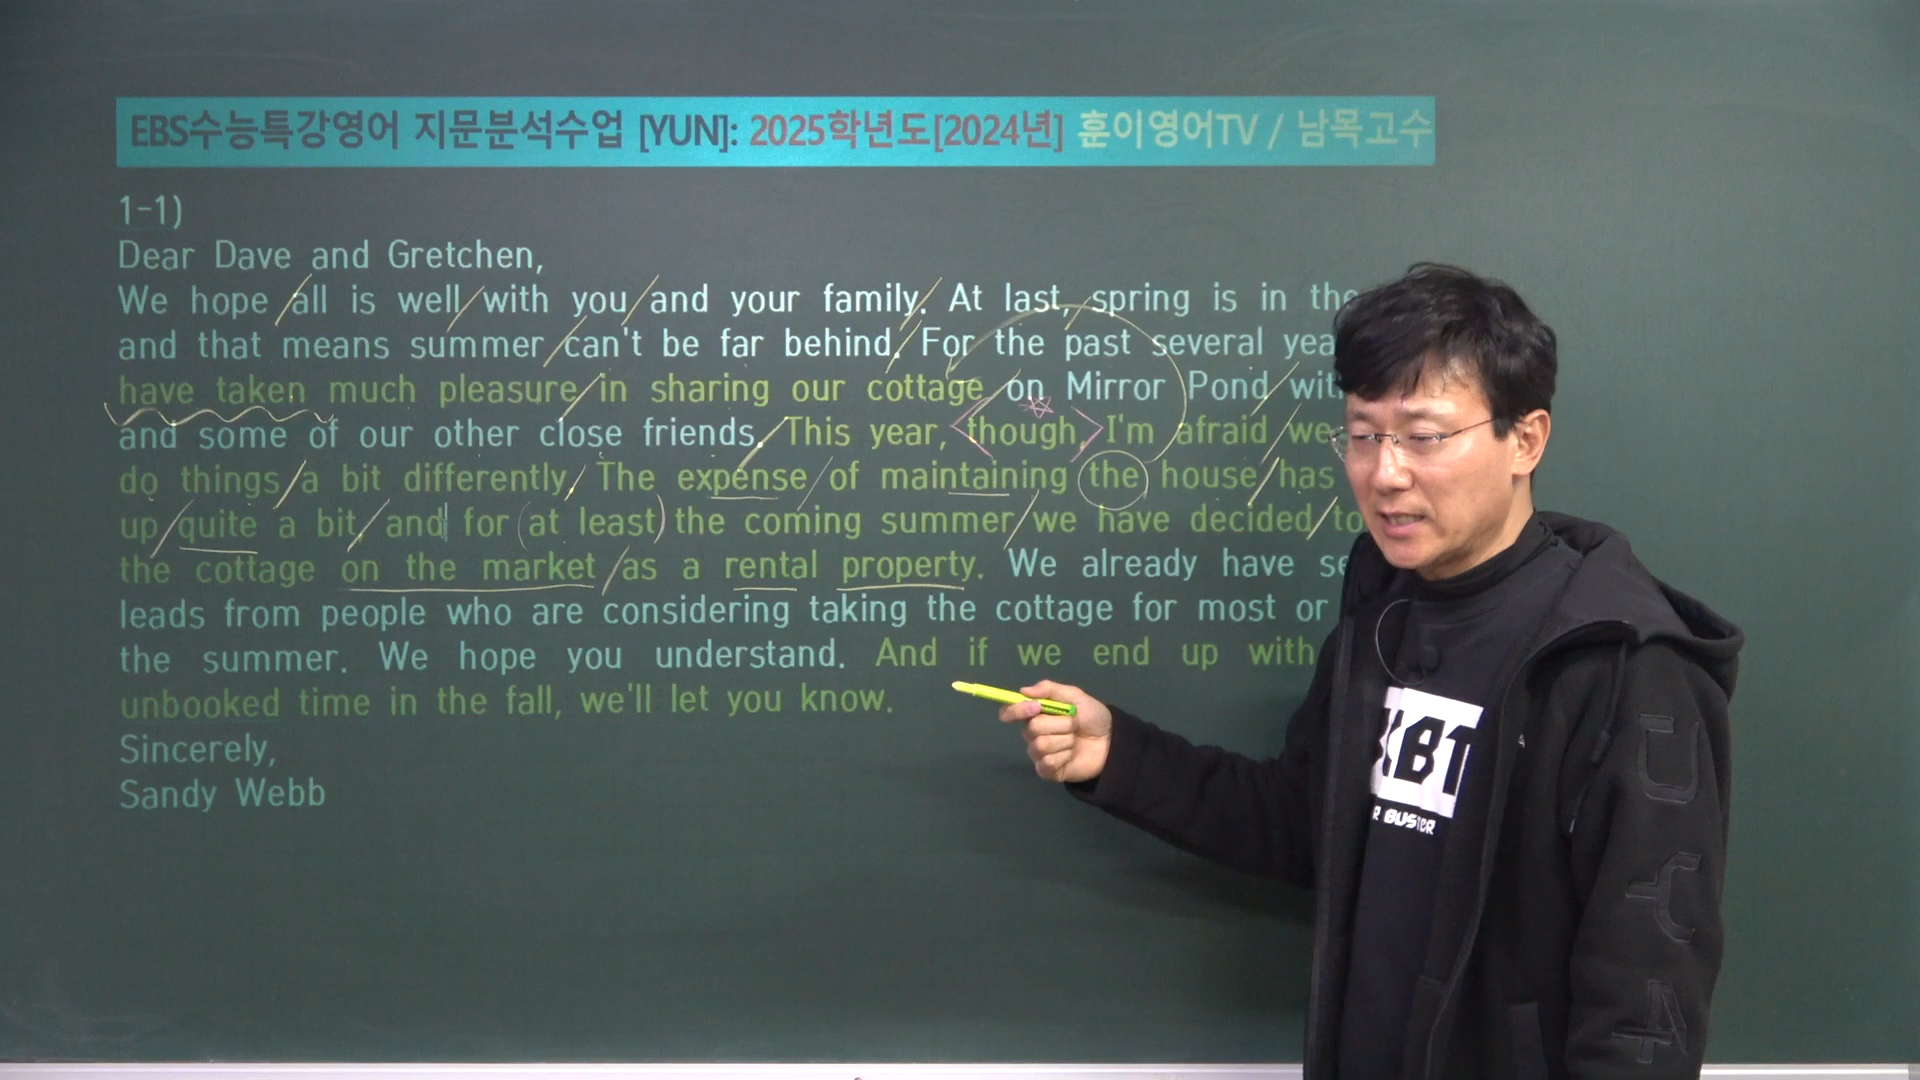 EBS수능특강영어 지문분석수업 [YUN]: 2025학년도[2024년] 훈이영어TV / 남목고수
1-1)
Dear Dave and Gretchen,
We hope all is well with you and your family. At last, spring is in the
and that means summer can't be far behind. For the past several
have taken much pleasure in sharing our cottage on Mirror Pond
and some of our other close friends. This year, though, I'm afraid we
do things a bit differently. The expense of maintaining the house has
up quite a bit, and for at least the coming summer we have decided to
the cottage on the market as a rental property. We already have
leads from people who are considering taking the cottage for most or
the summer. We hope you understand. And if we end up with
unbooked time in the fall, we'll let you know.
Sincerely,
Sandy Webb
BUSTER